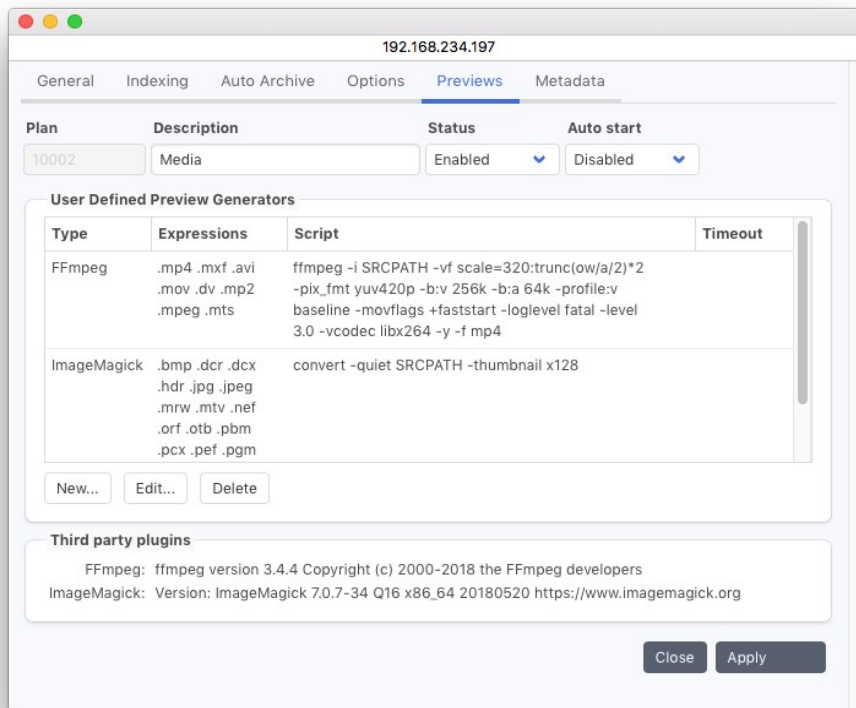 192.168.234.197
General Indexing Auto Archive Options Previews Metadata
Plan Description Status Auto start
10002 Media Enabled Disabled
User Defined Preview Generators
Type Expressions Script Timeout
FFmpeg .mp4 .mxf .avi ffmpeg -i SRCPATH -vf scale=320:trunc(ow/a/2)*2
.mov .dv .mp2 -pix_fmt yuv420p -b:v 256k -b:a 64k -profile:v
.mpeg .mts baseline -movflags +faststart -loglevel fatal -level
3.0 -vcodec libx264 -y -f mp4
ImageMagick .bmp .dcr .dcx convert -quiet SRCPATH -thumbnail x128
.hdr .jpg .jpeg
.mrw .mtv .nef
.orf .otb .pbm
.pcx .pef .pgm
New... Edit... Delete
Third party plugins
FFmpeg: ffmpeg version 3.4.4 Copyright (c) 2000-2018 the FFmpeg developers
ImageMagick: Version: ImageMagick 7.0.7-34 Q16 x86_64 20180520 https://www.imagemagick.org
Close Apply